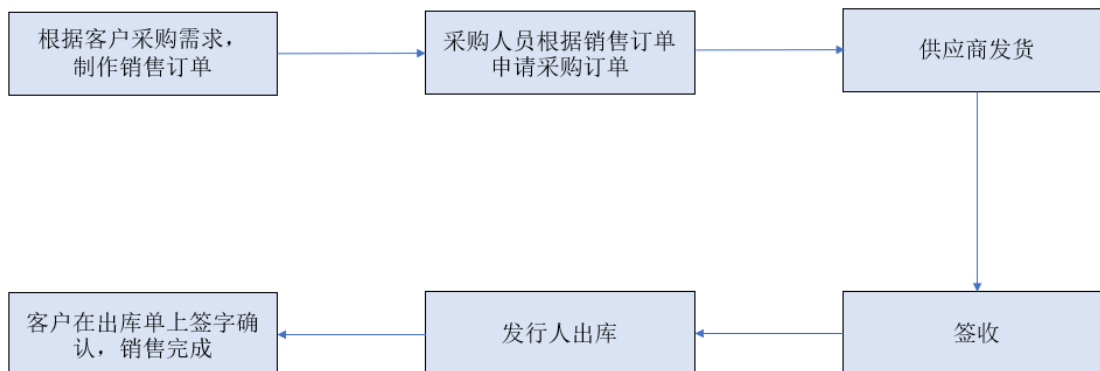 根据客户采购需求，
制作销售订单
采购人员根据销售订单
申请采购订单
供应商发货
客户在出库单上签字确
认，销售完成
发行人出库
签收